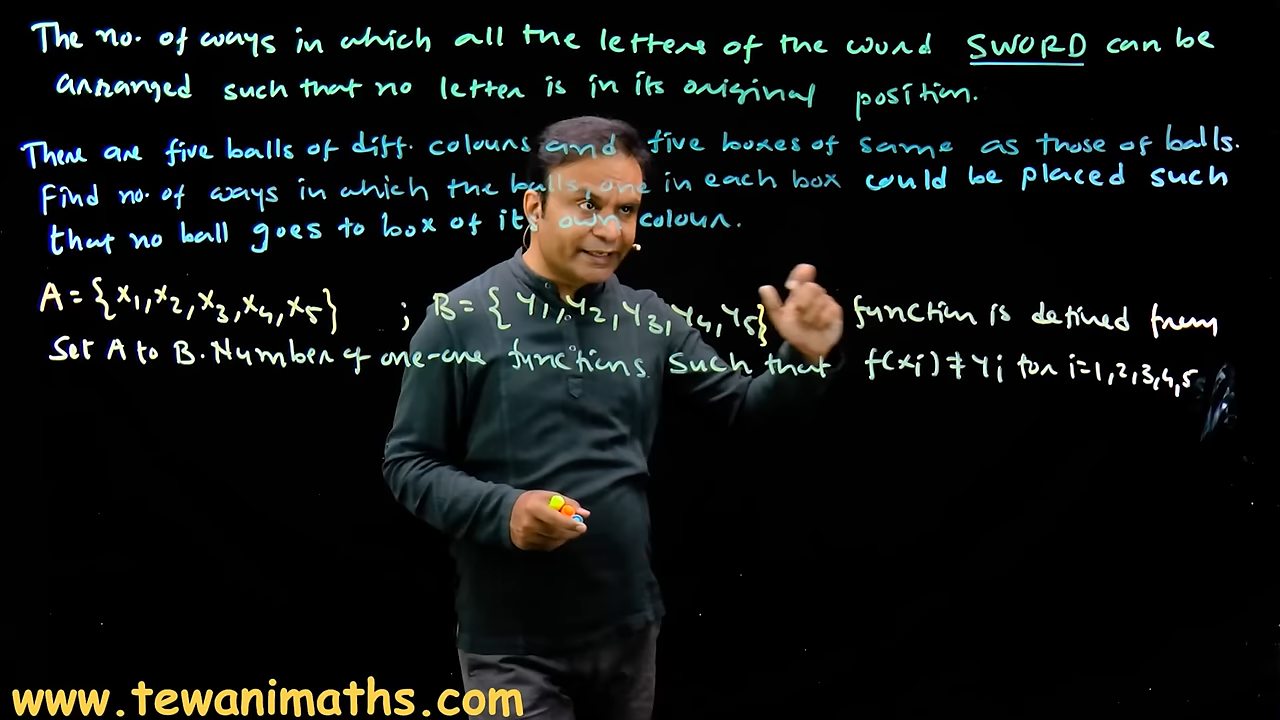 The no. of ways in which all the letters of the word SWORD can be
arranged such that no letter is in its original position.
There are five balls of diff. colours and five boxes of same as those of balls.
Find no. of ways in which the balls, one in each box could be placed such
that no ball goes to box of its own colour.
A = {x₁, x₂, x₃, x₄, x₅} ; B = {y₁, y₂, y₃, y₄, y₅} function is defined from
Set A to B. Number of one-one functions such that f(xᵢ) ≠ yᵢ for i=1,2,3,4,5
www.tewanimaths.com